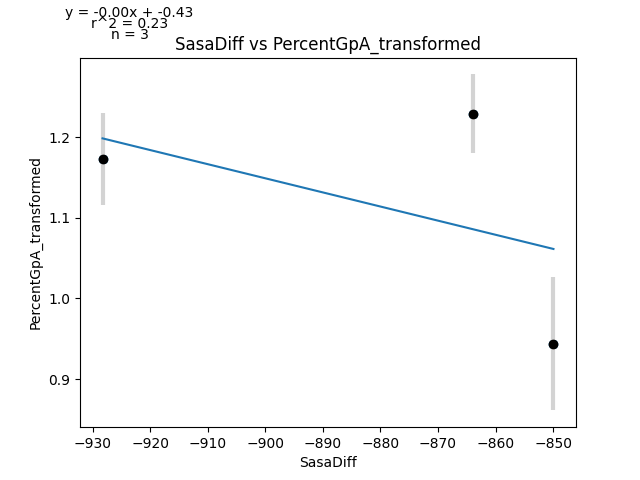 y = -0.00x + -0.43
r^2 = 0.23
n = 3
SasaDiff vs PercentGpA_transformed
1.2
1.1
1.0
0.9
PercentGpA_transformed
−930 −920 −910 −900 −890 −880 −870 −860 −850
SasaDiff